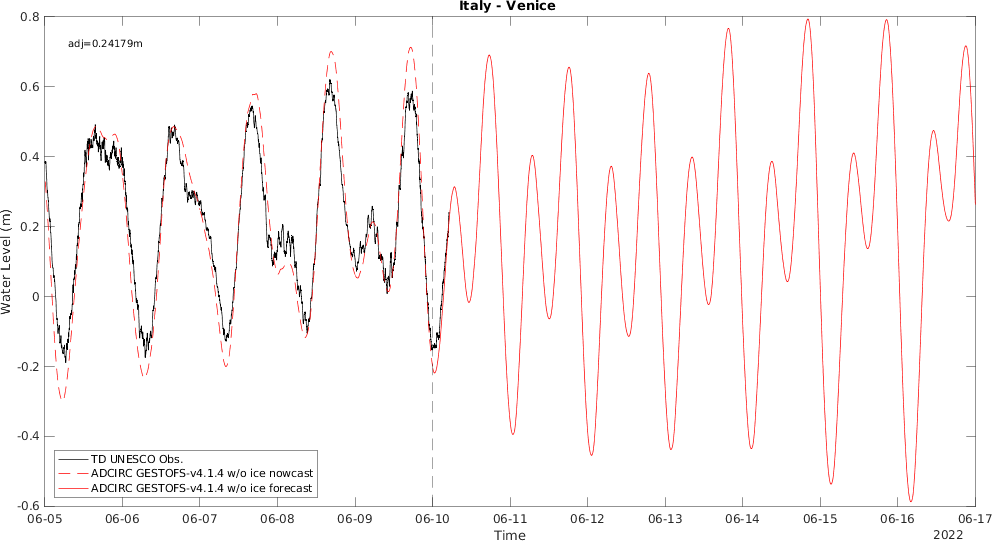 Italy - Venice
adj=0.24179m
Water Level (m)
0.8
0.6
0.4
0.2
0
-0.2
-0.4
-0.6
TD UNESCO Obs.
ADCIRC GESTOFS-v4.1.4 w/o ice nowcast
ADCIRC GESTOFS-v4.1.4 w/o ice forecast
06-05 06-06 06-07 06-08 06-09 06-10 06-11 06-12 06-13 06-14 06-15 06-16 06-17
Time
2022